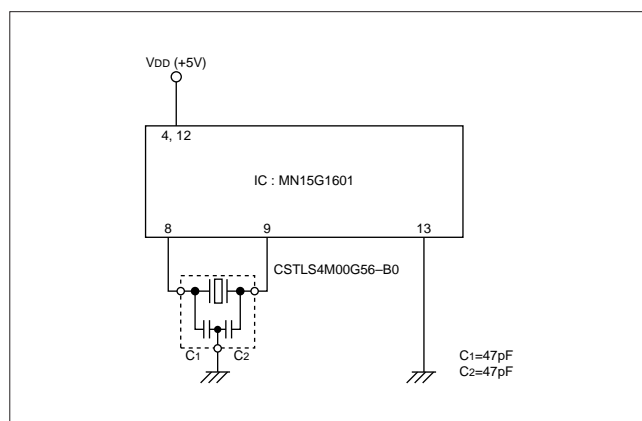 VDD (+5V)
4, 12
IC : MN15G1601
8
9
13
CSTLS4M00G56–B0
C1
C2
C1=47pF
C2=47pF